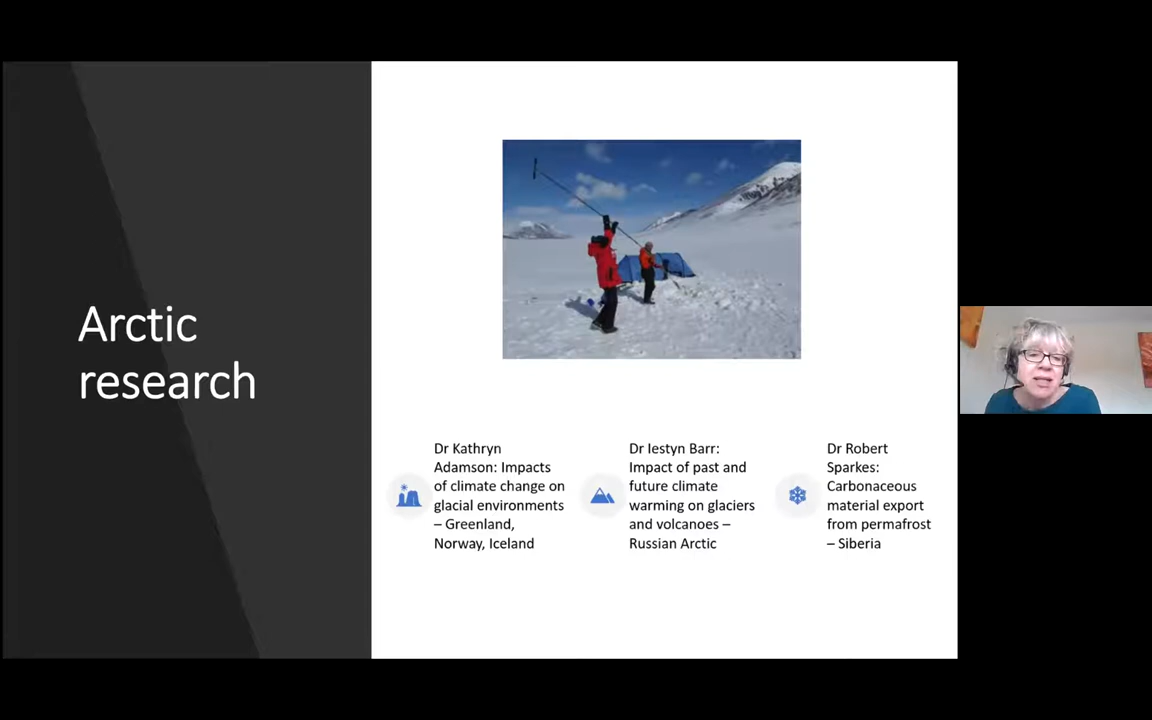 Arctic
research
Dr Kathryn
Adamson: Impacts
of climate change on
glacial environments
– Greenland,
Norway, Iceland
Dr Iestyn Barr:
Impact of past and
future climate
warming on glaciers
and volcanoes –
Russian Arctic
Dr Robert
Sparkes:
Carbonaceous
material export
from permafrost
– Siberia